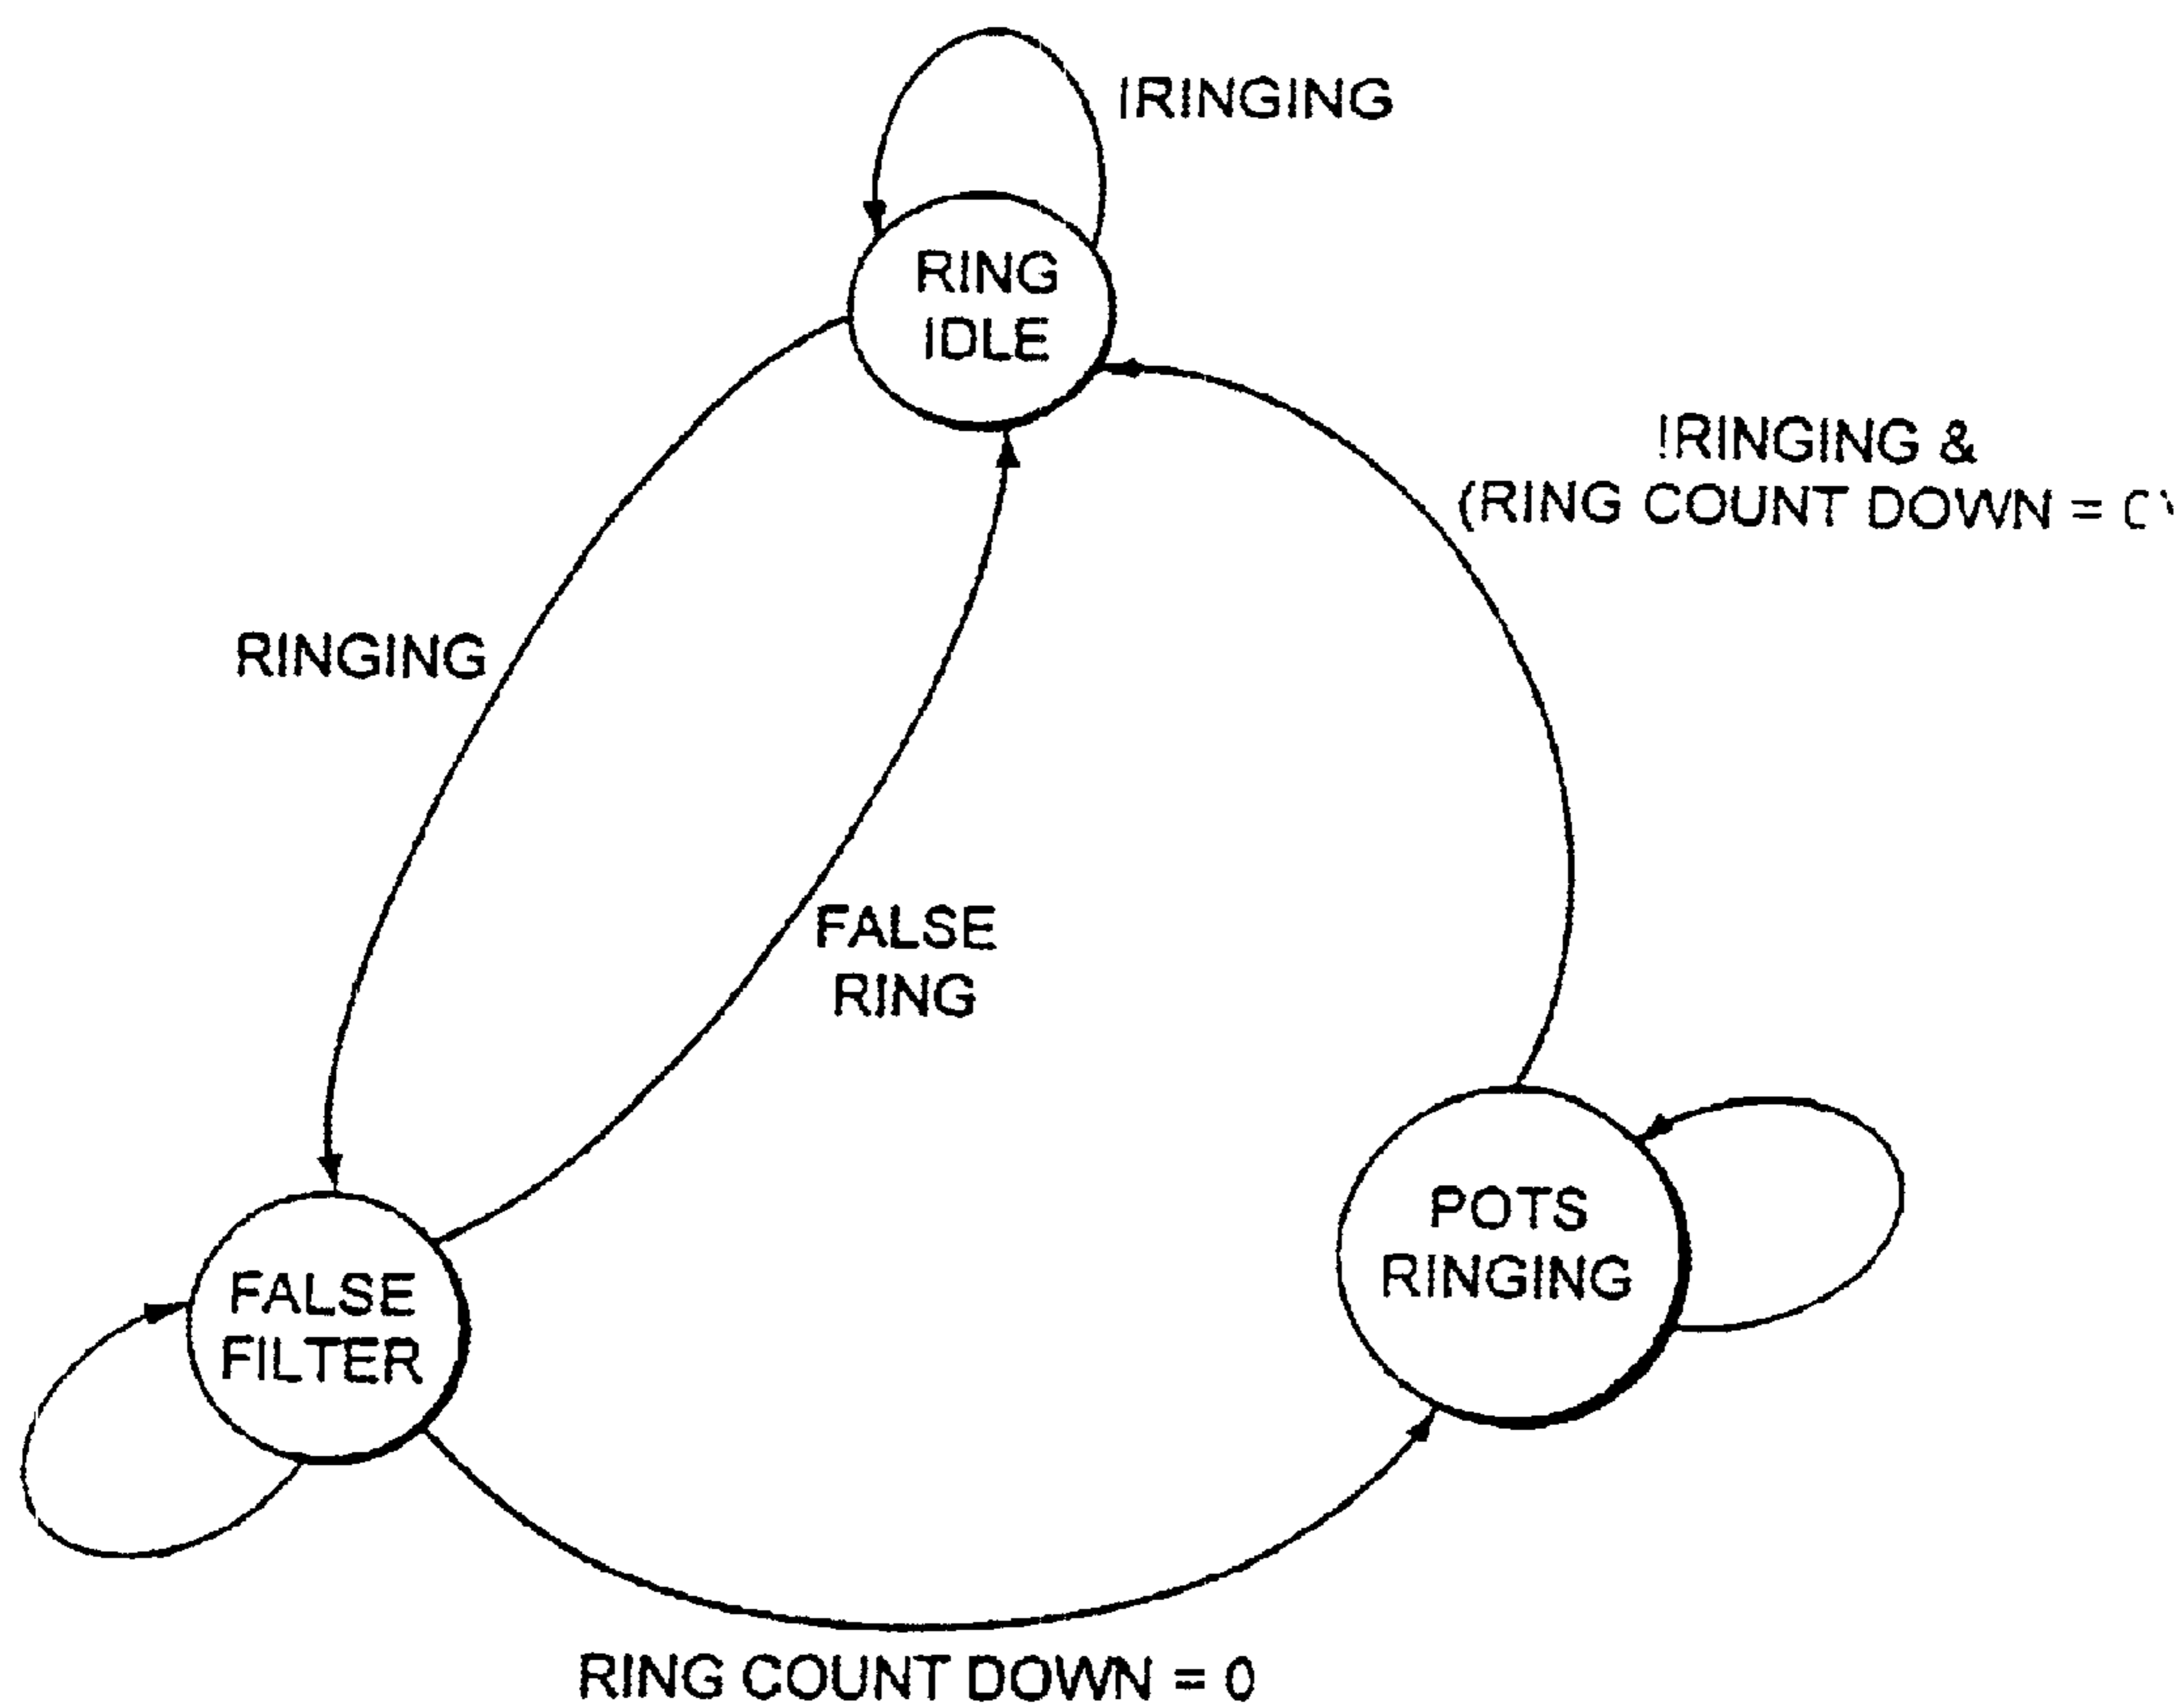 !RINGING
RING
IDLE
!RINGING &
(RING COUNT DOWN =
RINGING
FALSE
RING
POTS
RINGING
FALSE
FILTER
RING COUNT DOWN = 0